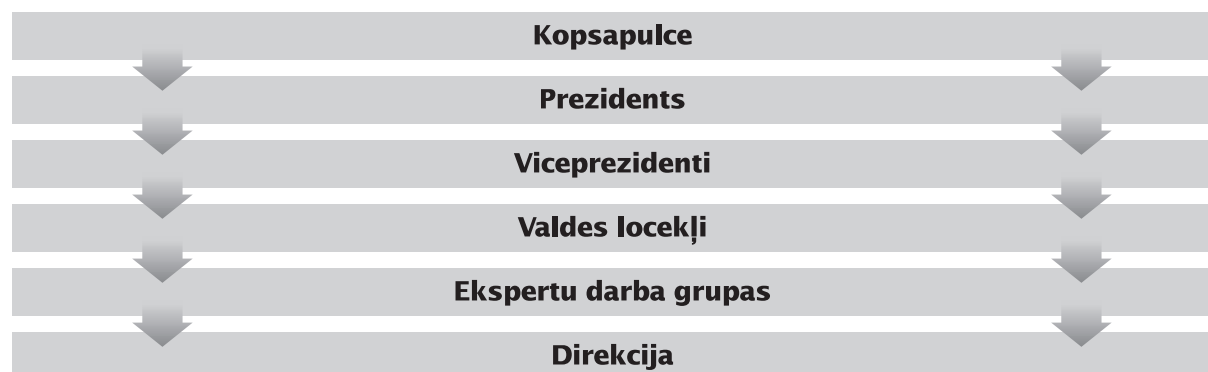 Kopsapulce
Prezidents
Viceprezidenti
Valdes locekļi
Ekspertu darba grupas
Direkcija